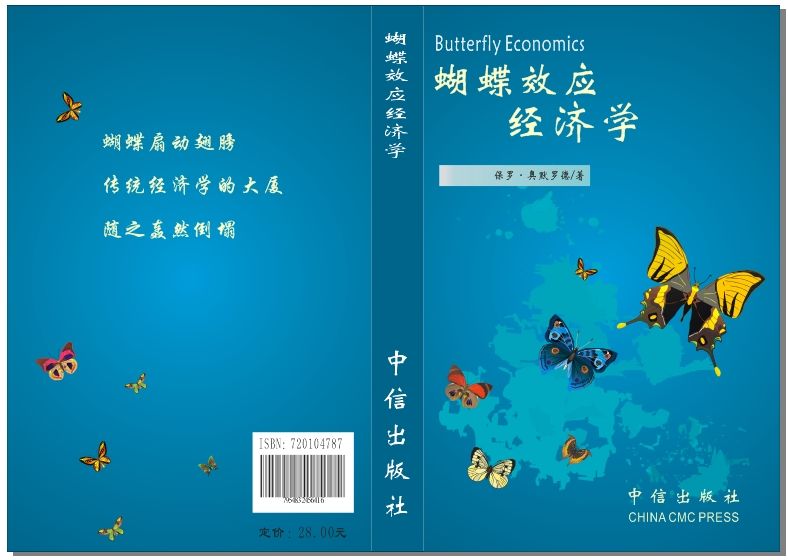 蝴蝶扇动翅膀
传统经济学的大厦
随之轰然倒塌
ISBN: 720104787
定价: 28.00元
蝴蝶效应经济学
中信出版社
Butterfly Economics
蝴蝶效应
经济学
保罗·奥默罗德/著
中信出版社
CHINA CMC PRESS